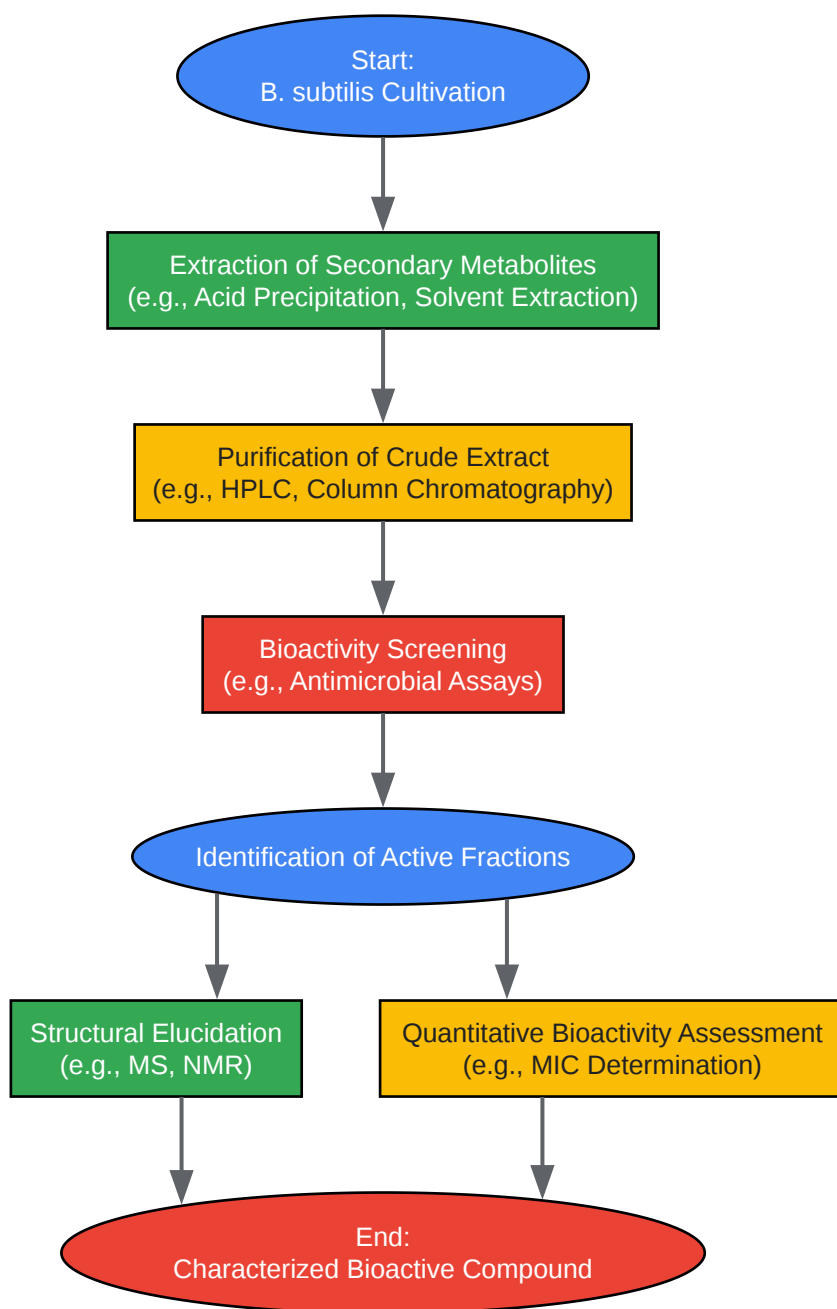 Start:
B. subtilis Cultivation
Extraction of Secondary Metabolites
(e.g., Acid Precipitation, Solvent Extraction)
Purification of Crude Extract
(e.g., HPLC, Column Chromatography)
Bioactivity Screening
(e.g., Antimicrobial Assays)
Identification of Active Fractions
Structural Elucidation
(e.g., MS, NMR)
Quantitative Bioactivity Assessment
(e.g., MIC Determination)
End:
Characterized Bioactive Compound